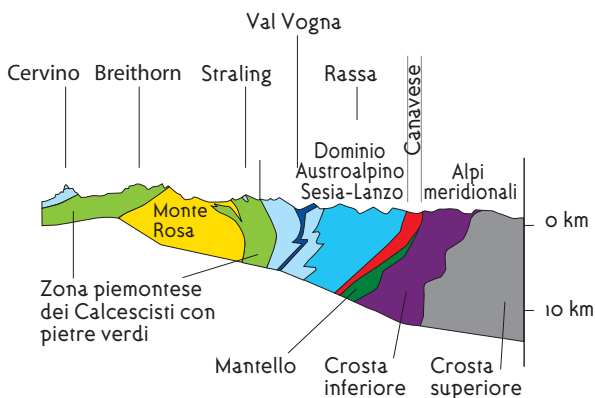 Val Vogna
Cervino
Breithorn
Straling
Rassa
Canavese
Dominio
Austroalpino
Sesia-Lanzo
Alpi
meridionali
Monte
Rosa
0 km
10 km
Zona piemontese
dei Calcescisti con
pietre verdi
Mantello
Crosta
inferiore
Crosta
superiore